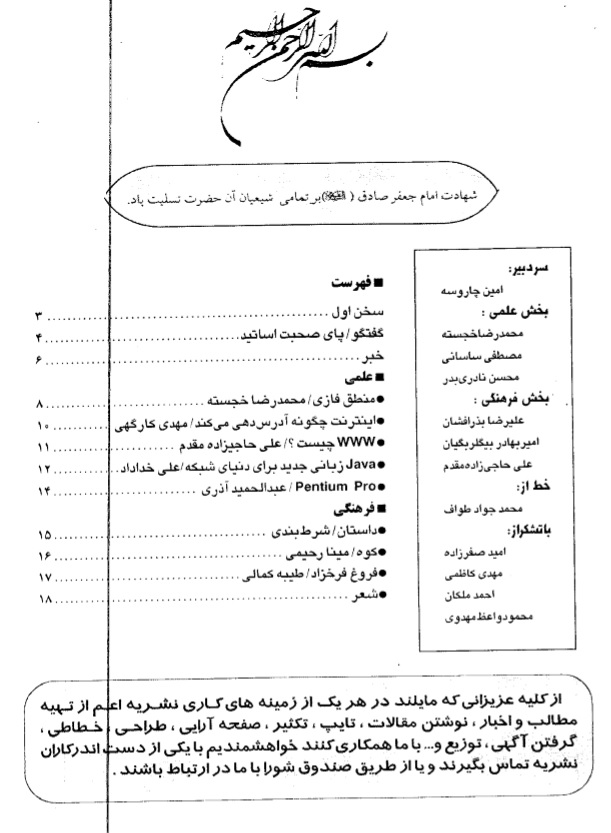 بسم الله الرحمن الرحیم
شهادت امام جعفر صادق (علیه السلام) بر تمامی شیعیان آن حضرت تسلیت باد.
سردبیر:
امین چاروسه
بخش علمی :
محمدرضا خجسته
مصطفی ساسانی
محسن نادری بدر
بخش فرهنگی :
علیرضا بذرافشان
امیر بهادر بیگلربگیان
علی حاجی زاده مقدم
خط از:
محمد جواد طواف
باتشکراز:
امید صفرزاده
مهدی کاظمی
احمد ملکان
محمود واعظ مهدوی
■ فهرست
سخن اول ........................................ ۳
گفتگو/ پای صحبت اساتید........................................ ۴
خبر ........................................ ۶
■ علمی
●منطق فازی/ محمدرضا خجسته ........................ ۸
●اینترنت چگونه آدرس‌دهی می‌کند/ مهدی کارگهی ............ ۱۰
●WWW چیست ؟/ علی حاجیزاده مقدم .................... ۱۱
●Java زبانی جدید برای دنیای شبکه/علی خداداد ............ ۱۲
●Pentium Pro /عبدالحمید آذری .................... ۱۴
■ فرهنگی
●داستان/ شرط‌بندی ........................................ ۱۵
●کوه/ مینا رحیمی ........................................ ۱۶
●فروغ فرخزاد/ طیبه کمالی ............................ ۱۷
●شعر ........................................ ۱۸
از کلیه عزیزانی که مایلند در هر یک از زمینه های کاری نشریه اعم از تهیه
مطالب و اخبار ، نوشتن مقالات ، تایپ ، تکثیر ، صفحه آرایی ، طراحی ، خطاطی ،
گرفتن آگهی ، توزیع و... با ما همکاری کنند خواهشمندیم با یکی از دست اندرکاران
نشریه تماس بگیرند و یا از طریق صندوق شورا با ما در ارتباط باشند .